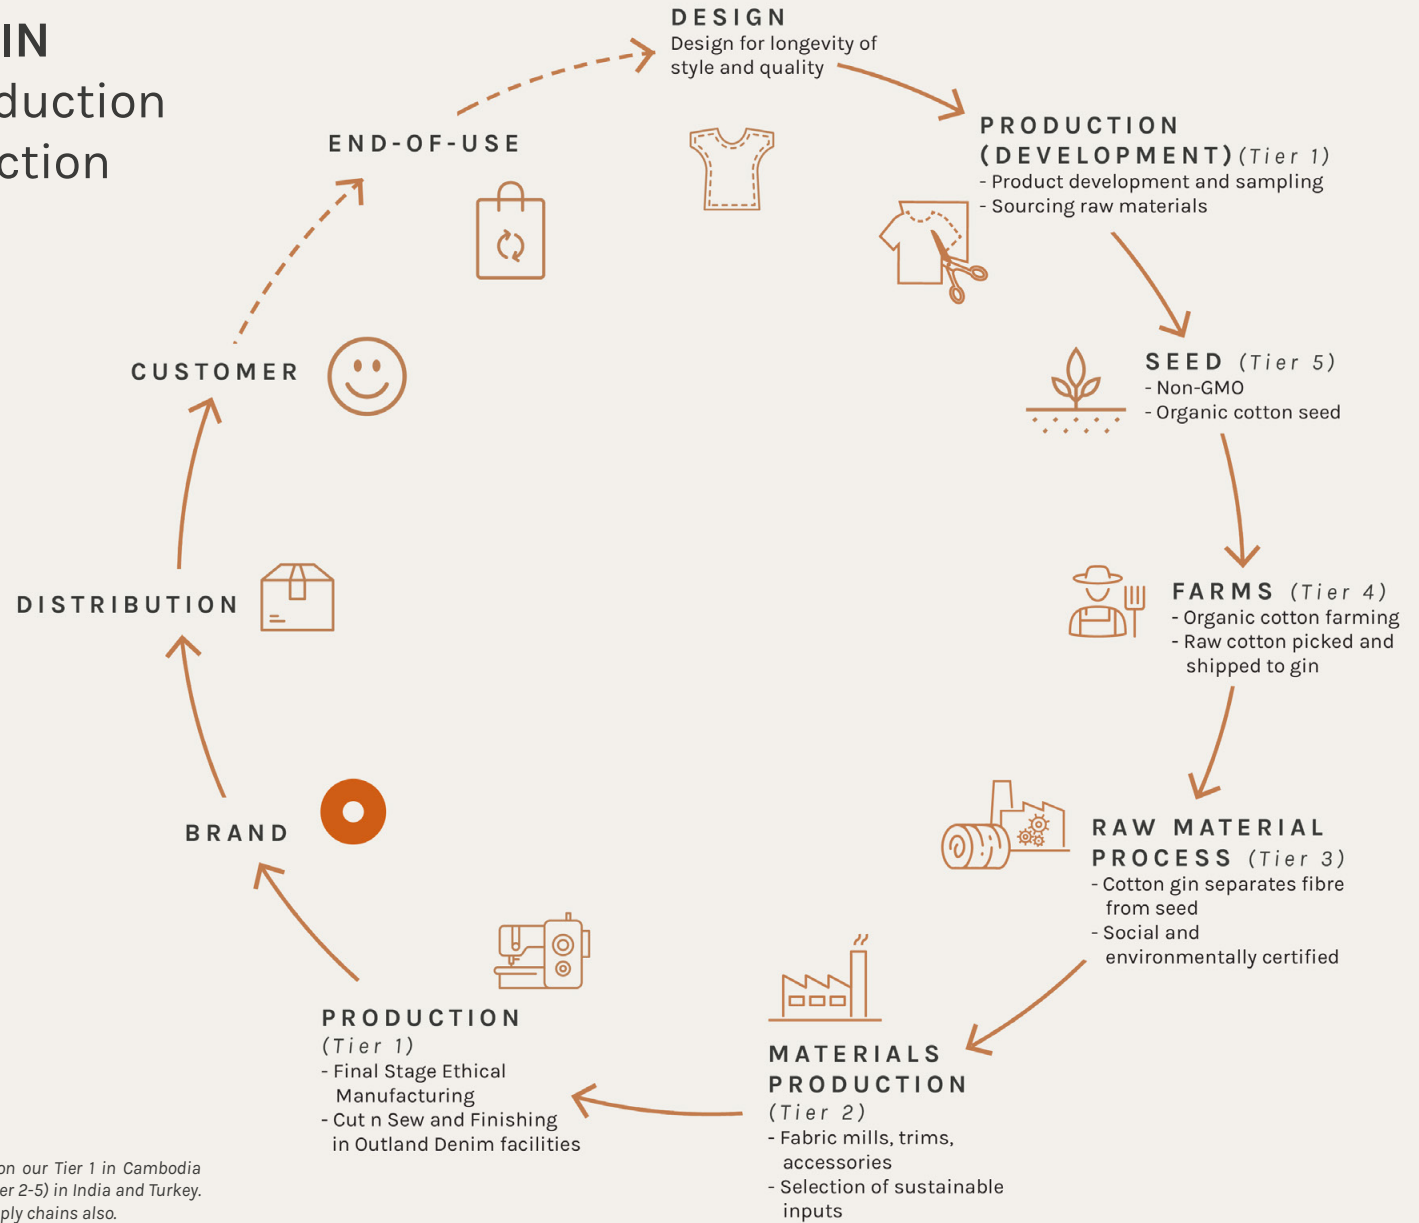 IN
duction
ction
DESIGN
Design for longevity of
style and quality
PRODUCTION
(DEVELOPMENT) (Tier 1)
- Product development and sampling
- Sourcing raw materials
SEED (Tier 5)
- Non-GMO
- Organic cotton seed
FARMS (Tier 4)
- Organic cotton farming
- Raw cotton picked and
shipped to gin
RAW MATERIAL
PROCESS (Tier 3)
- Cotton gin separates fibre
from seed
- Social and
environmentally certified
MATERIALS
PRODUCTION
(Tier 2)
- Fabric mills, trims,
accessories
- Selection of sustainable
inputs
PRODUCTION
(Tier 1)
- Final Stage Ethical
Manufacturing
- Cut n Sew and Finishing
in Outland Denim facilities
BRAND
DISTRIBUTION
CUSTOMER
END-OF-USE
on our Tier 1 in Cambodia
er 2-5) in India and Turkey.
ply chains also.